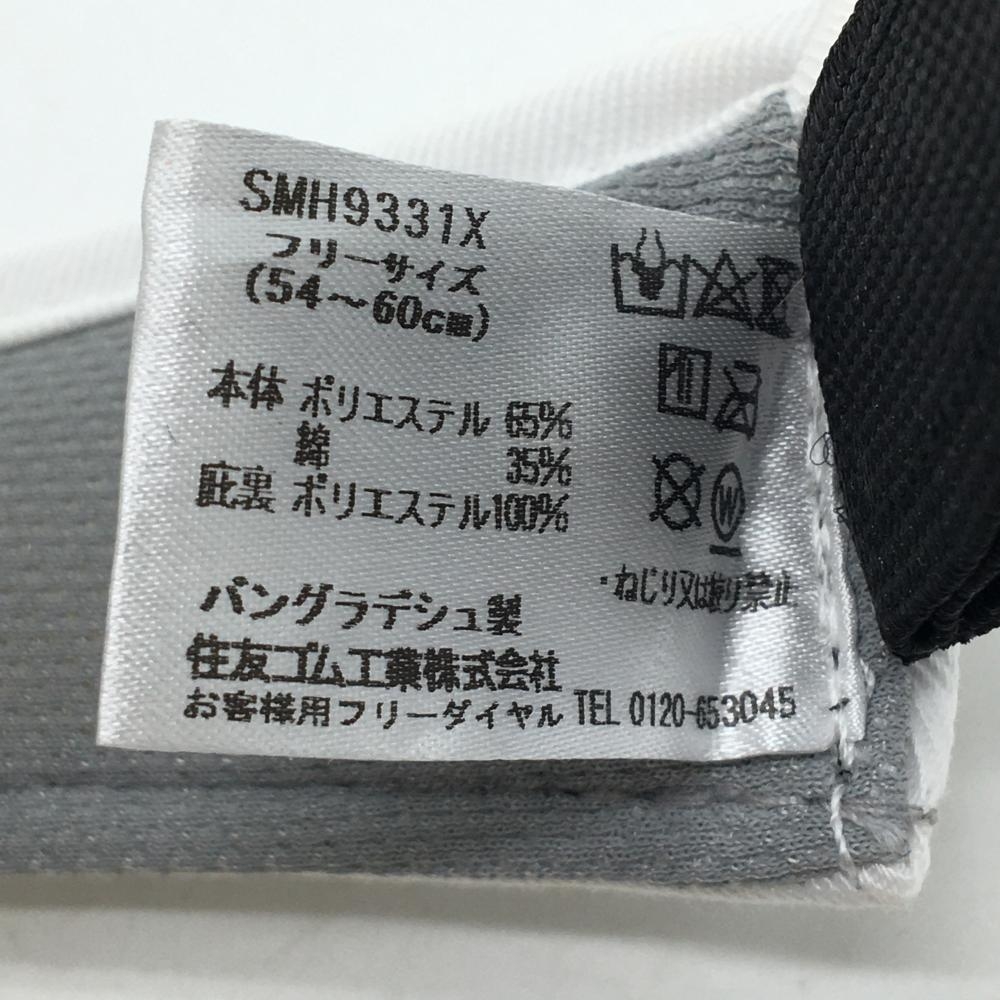 SMH9331X
フリーサイズ
(54~60cm)
本体 ポリエステル 65%
綿 35%
庇裏 ポリエステル100%
W
・ねじり又は絞り禁止
バングラデシュ製
住友ゴム工業株式会社
お客様用フリーダイヤル TEL 0120-653045